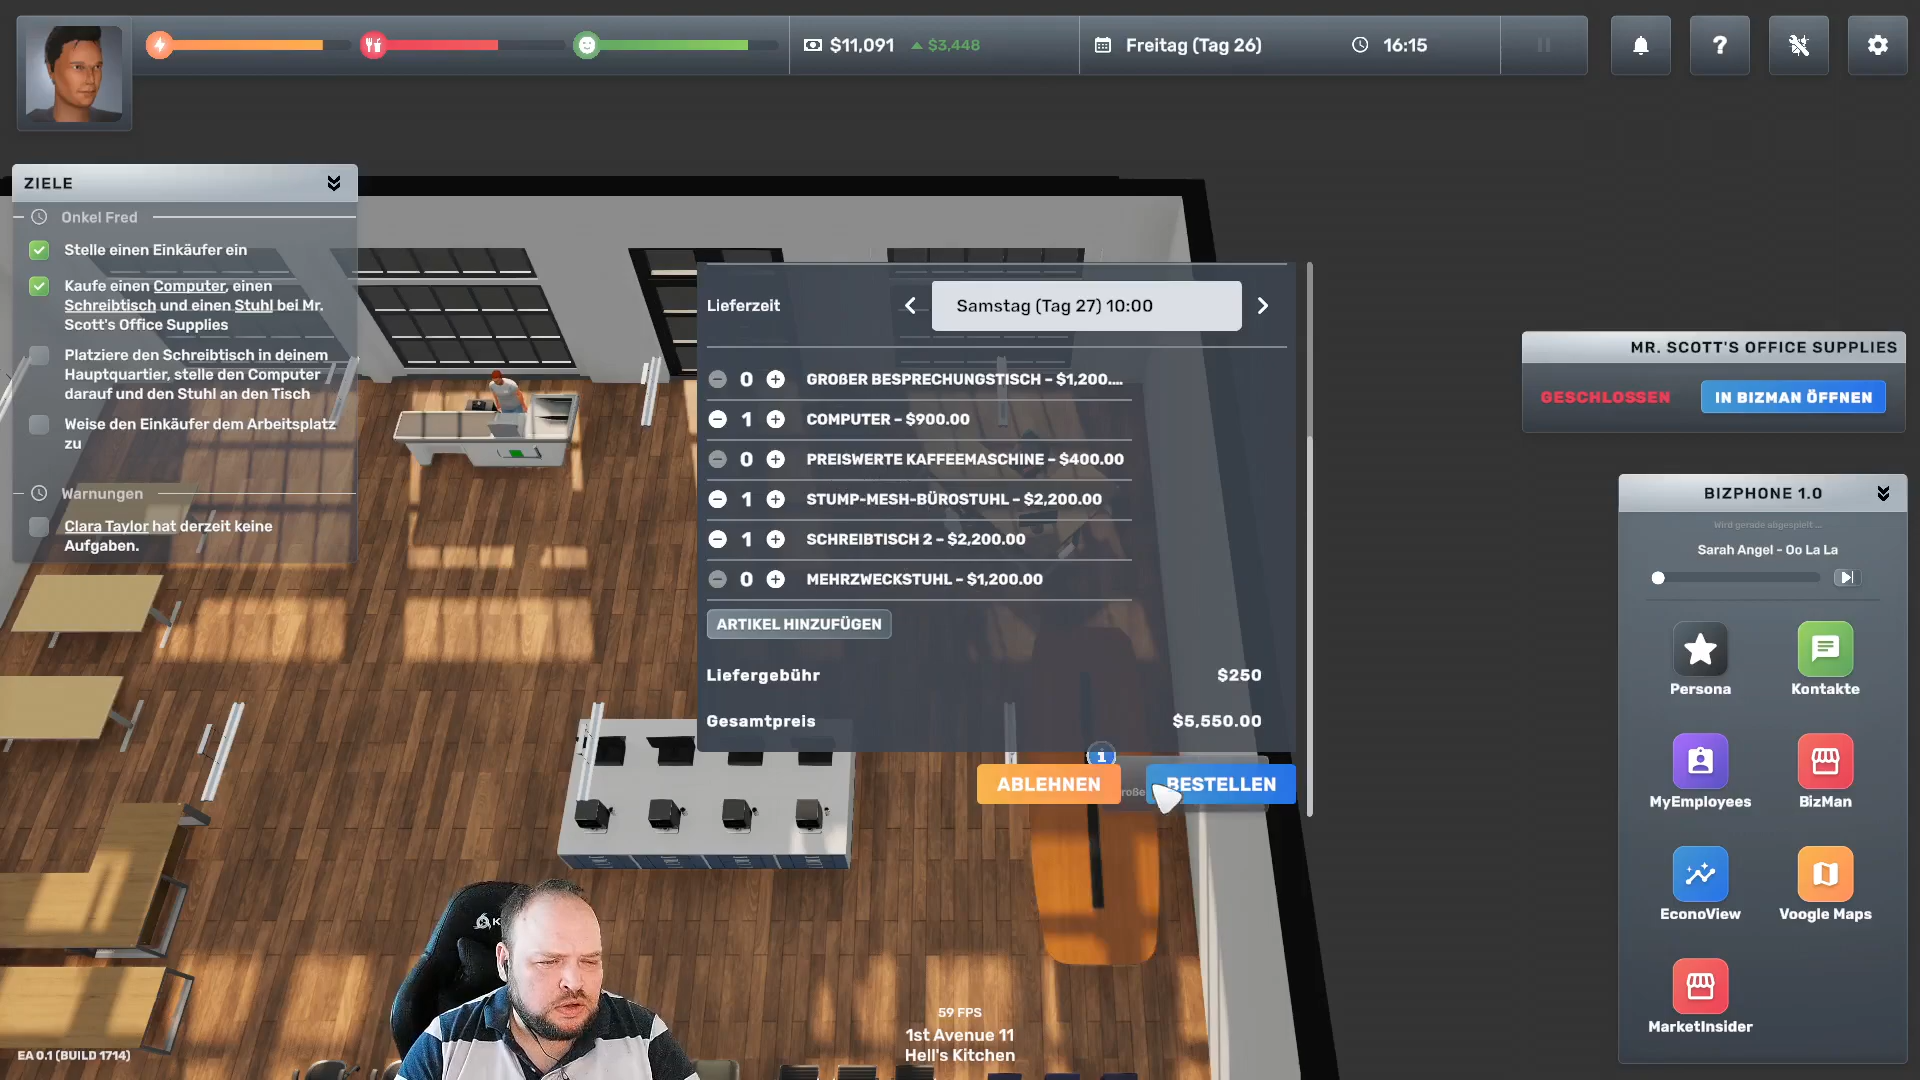 $11,091 $3,448
Freitag (Tag 26) 16:15
?
ZIELE
Onkel Fred
Stelle einen Einkäufer ein
Kaufe einen Computer, einen
Schreibtisch und einen Stuhl bei Mr.
Scott's Office Supplies
Platziere den Schreibtisch in deinem
Hauptquartier, stelle den Computer
darauf und den Stuhl an den Tisch
Weise den Einkäufer dem Arbeitsplatz
zu
Warnungen
Clara Taylor hat derzeit keine
Aufgaben.
Lieferzeit
Samstag (Tag 27) 10:00
0 GROßER BESPRECHUNGSTISCH – $1,200....
1 COMPUTER – $900.00
0 PREISWERTE KAFFEEMASCHINE – $400.00
1 STUMP-MESH-BÜROSTUHL – $2,200.00
1 SCHREIBTISCH 2 – $2,200.00
0 MEHRZWECKSTUHL – $1,200.00
ARTIKEL HINZUFÜGEN
Liefergebühr $250
Gesamtpreis $5,550.00
i
ABLEHNEN
BESTELLEN
MR. SCOTT'S OFFICE SUPPLIES
GESCHLOSSEN
IN BIZMAN ÖFFNEN
BIZPHONE 1.0
Wird gerade abgespielt ...
Sarah Angel - Oo La La
Persona
Kontakte
MyEmployees
BizMan
EconoView
Voogle Maps
MarketInsider
59 FPS
1st Avenue 11
Hell's Kitchen
EA 0.1 (BUILD 1714)